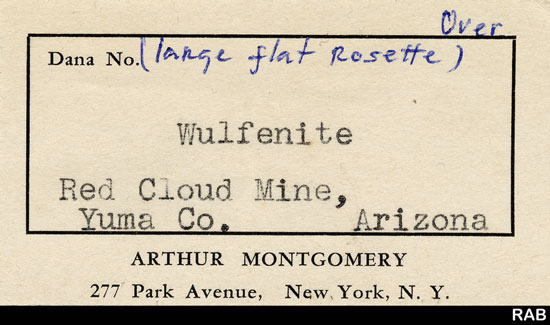 Over
Dana No. (large flat Rosette)
Wulfenite
Red Cloud Mine,
Yuma Co. Arizona
ARTHUR MONTGOMERY
277 Park Avenue, New York, N. Y.
RAB